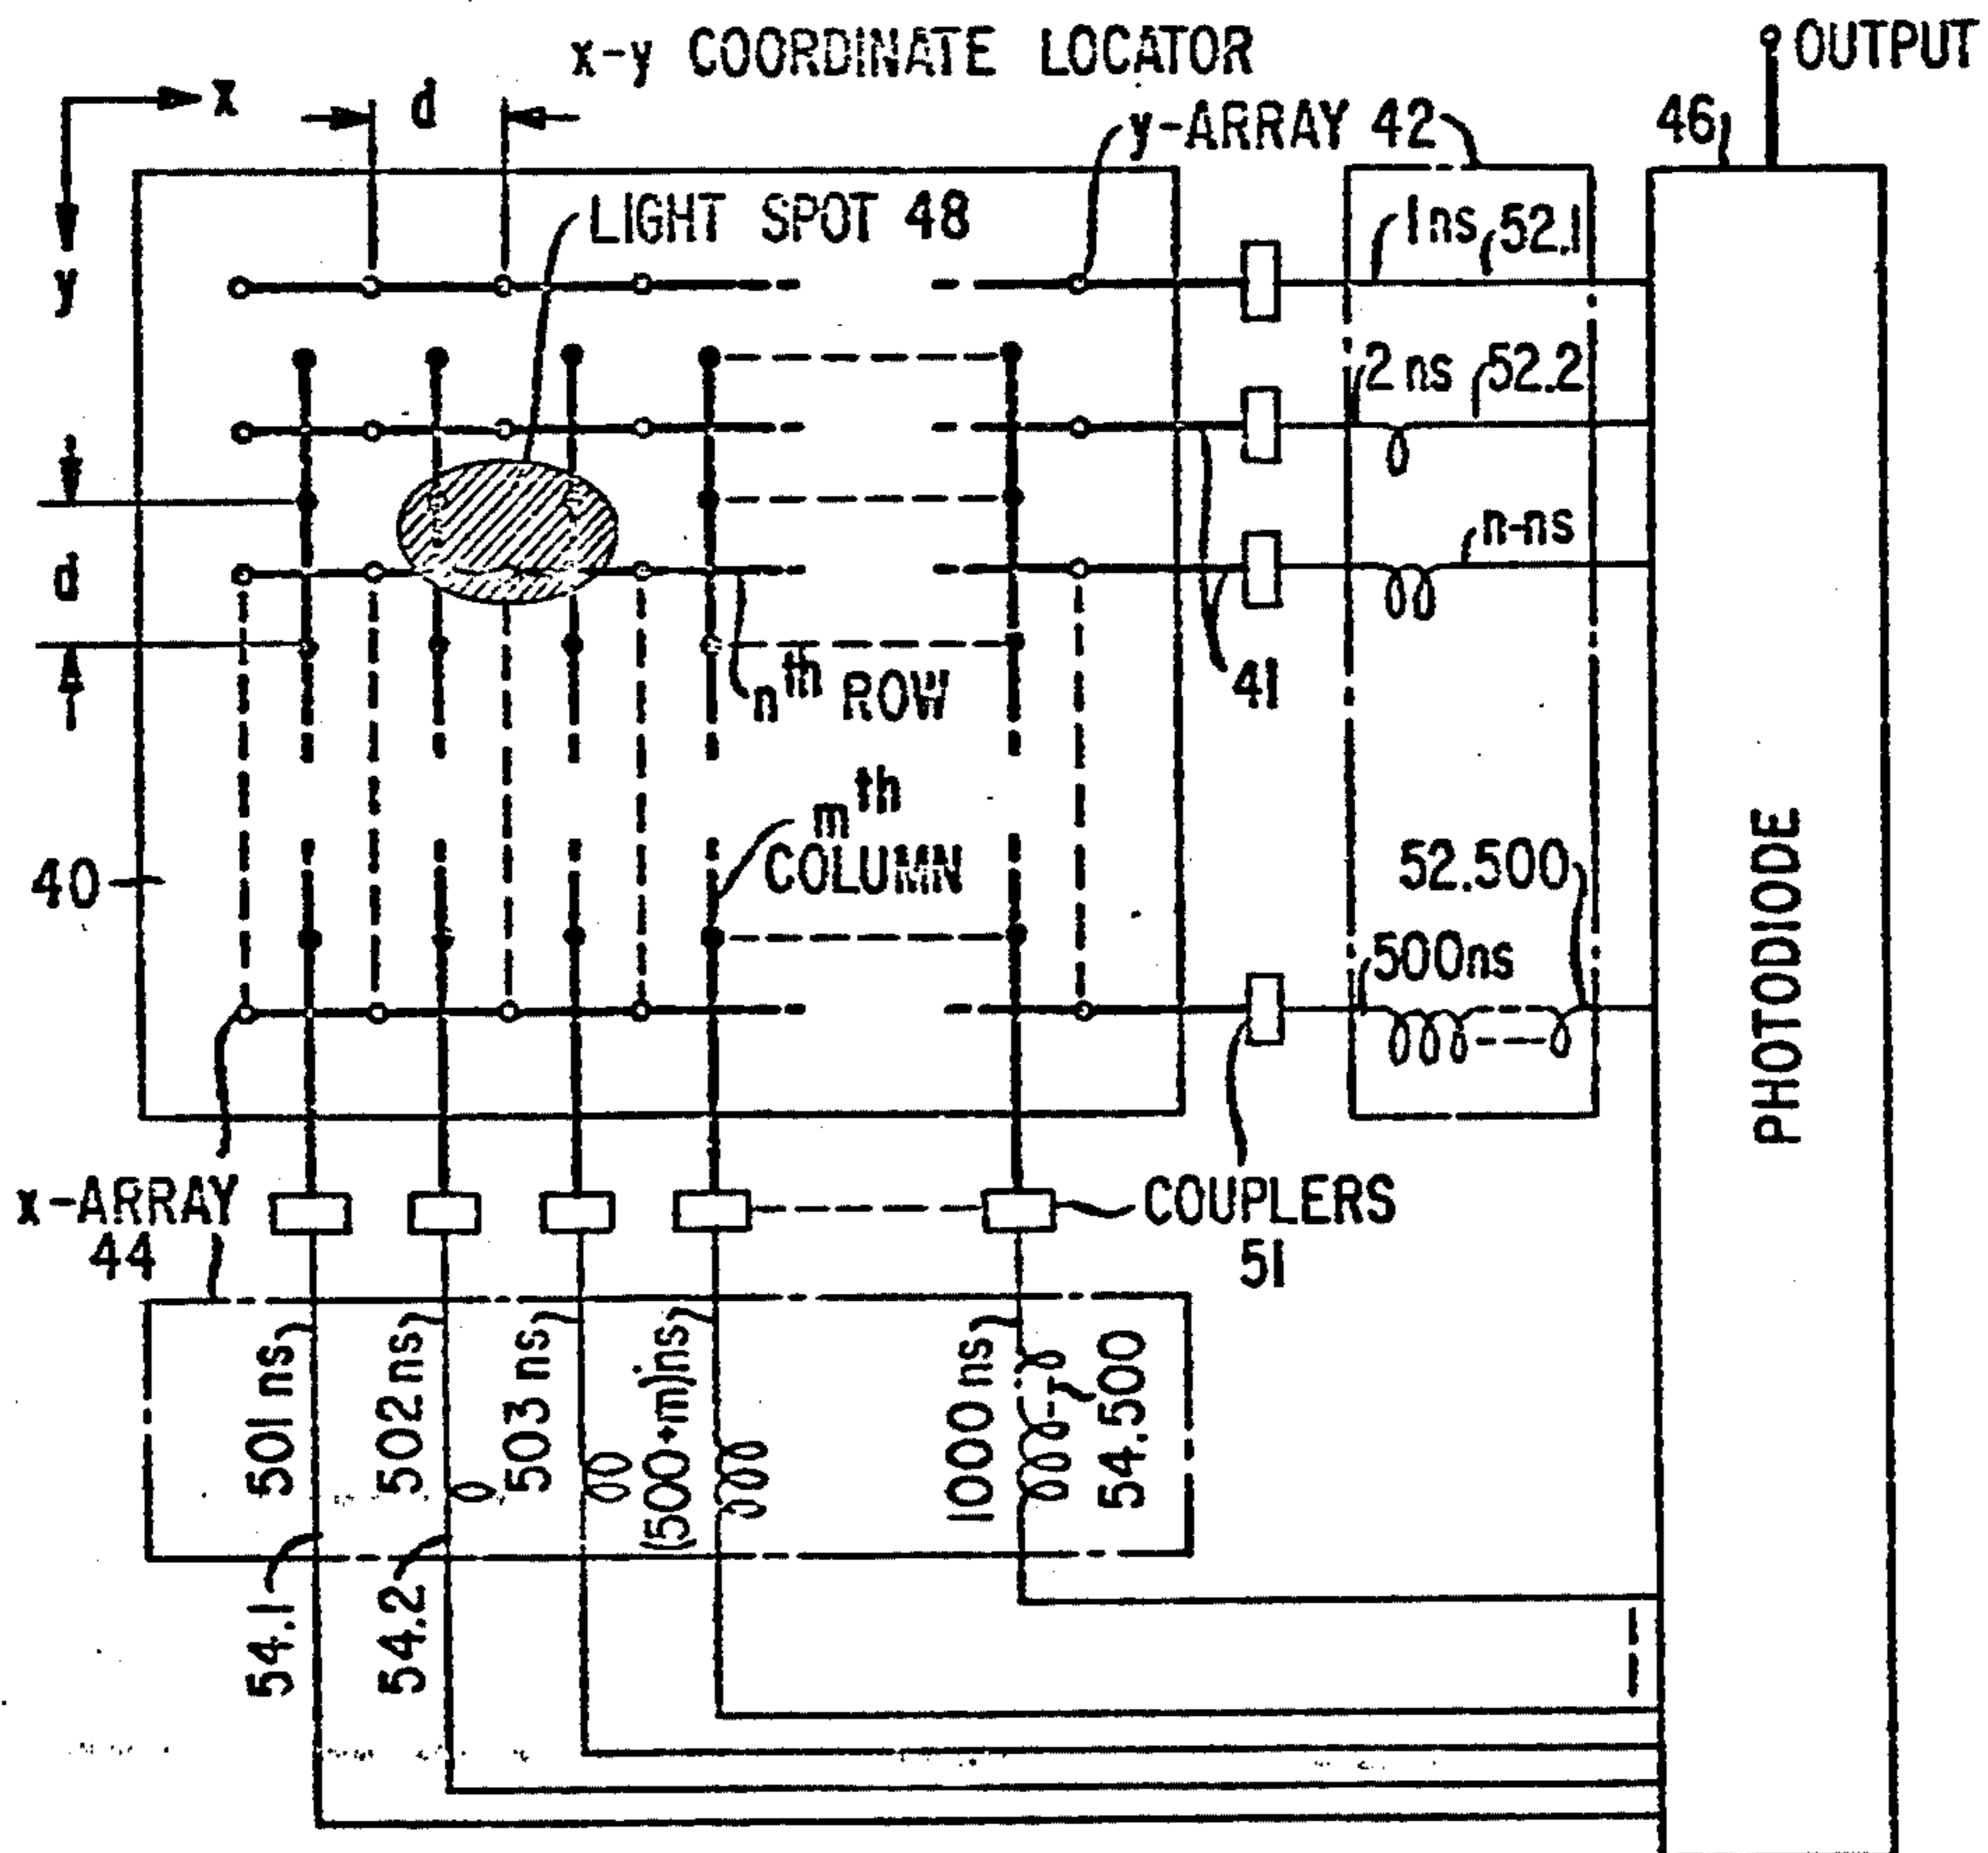 x-y COORDINATE LOCATOR
OUTPUT
x
d
y-ARRAY 42
46
y
LIGHT SPOT 48
1ns
52.1
2 ns
52.2
d
n-ns
nth ROW
41
mth
COLUMN
40
52.500
500ns
PHOTODIODE
x-ARRAY
44
COUPLERS
51
501 ns
502 ns
503 ns
(500+m)ns
1000 ns
54.500
54.1
54.2